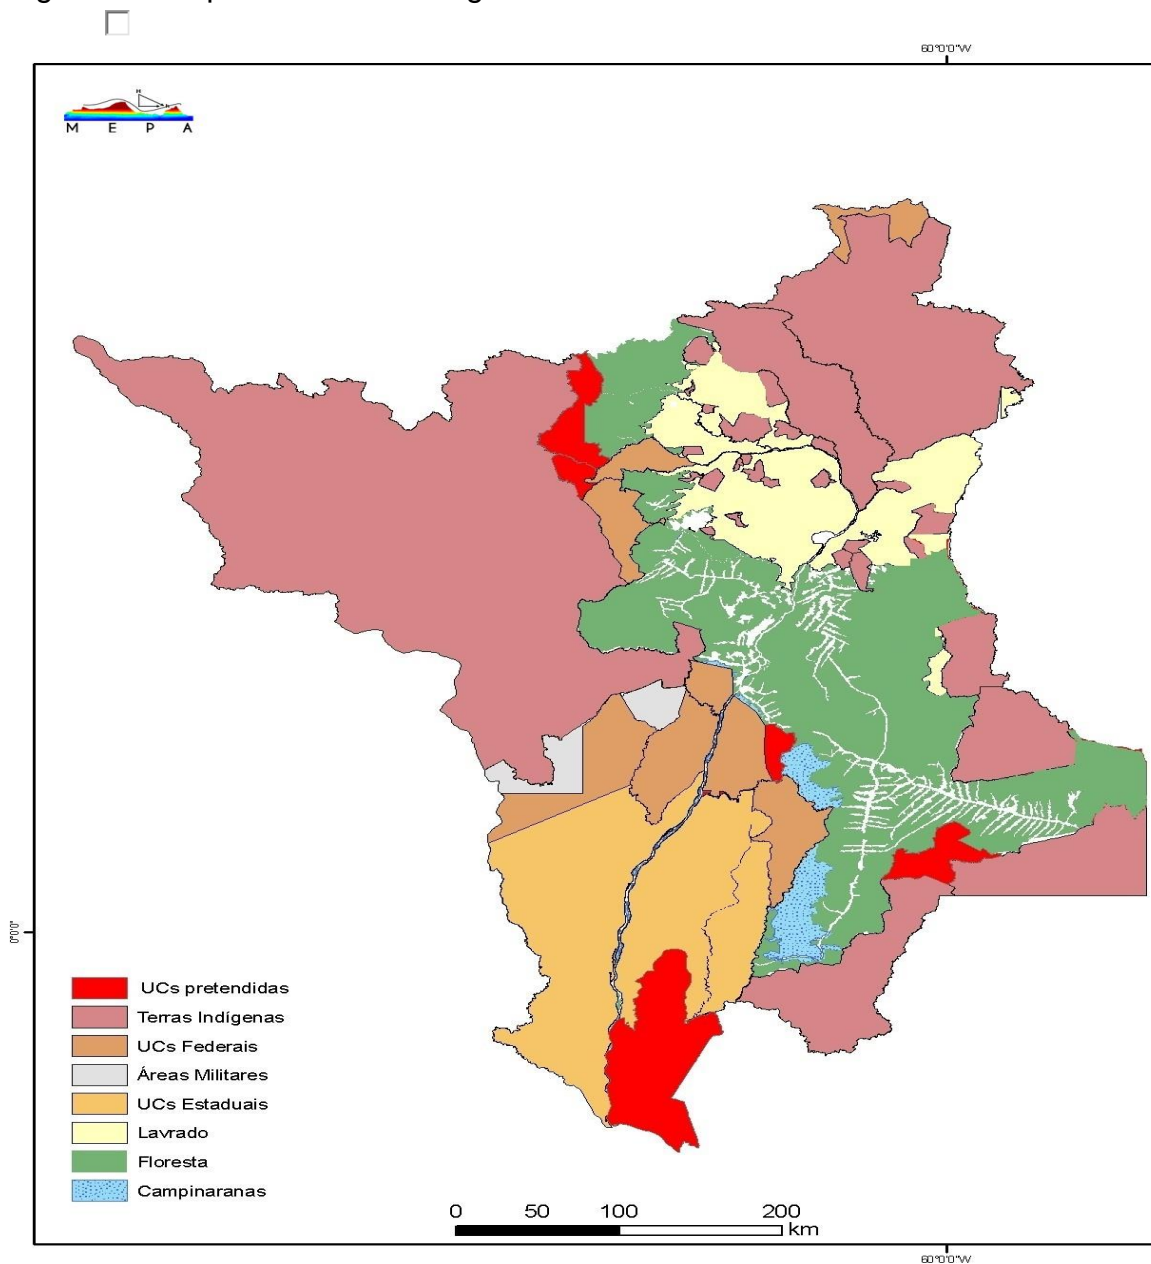 60°0'0"W
H
M E P A
0°0'0"
UCs pretendidas
Terras Indígenas
UCs Federais
Áreas Militares
UCs Estaduais
Lavrado
Floresta
Campinaranas
0 50 100 200
km
60°0'0"W